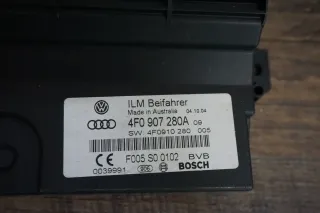 ILM Beifahrer
Made in Australia 04.10.04
4F0 907 280A 09
SW: 4F0910 280 005
F005 S0 0102 BVB
0039991 BOSCH